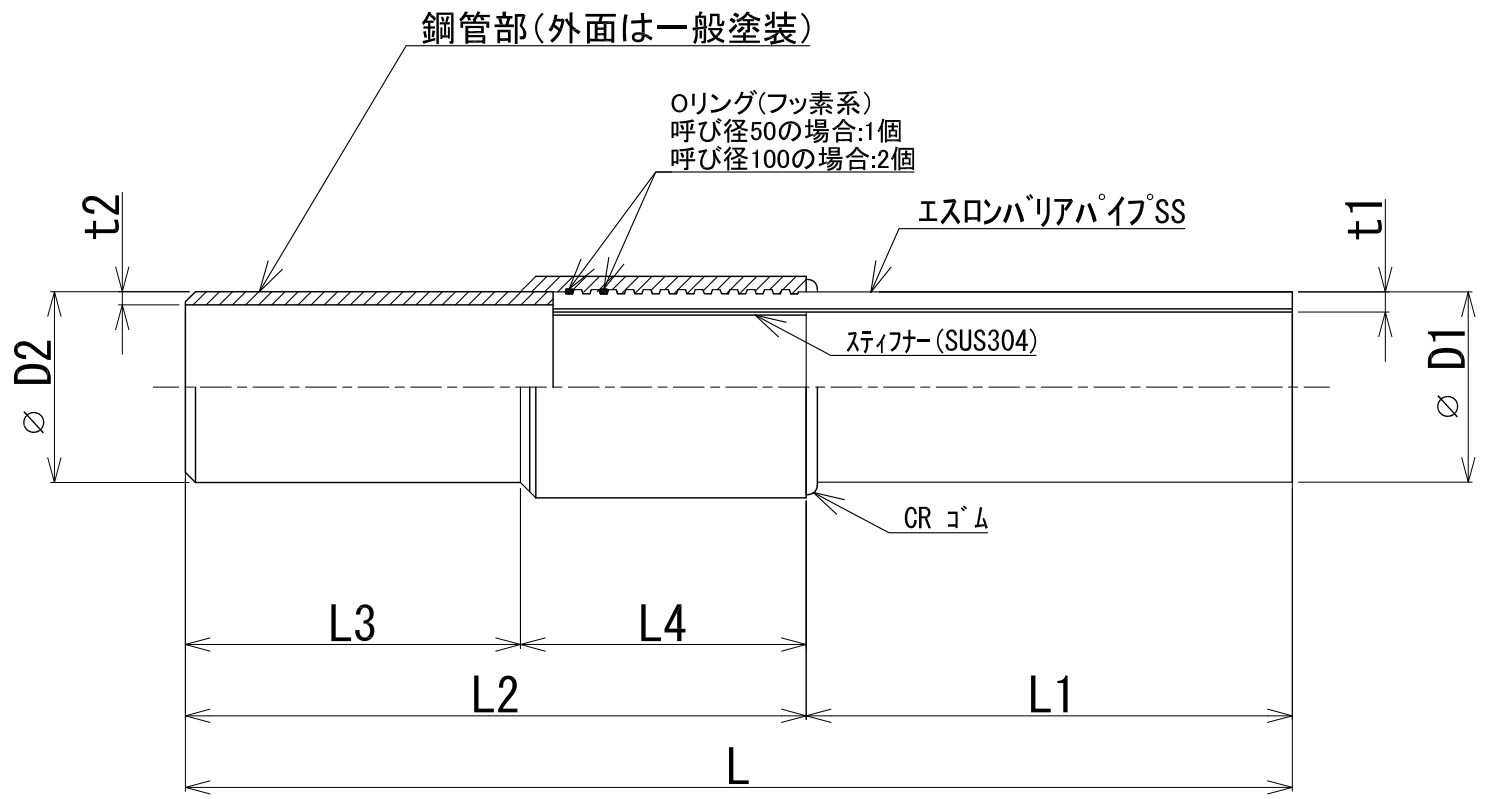 鋼管部(外面は一般塗装)
Oリング(フッ素系)
呼び径50の場合:1個
呼び径100の場合:2個
エスロンバリアパイプSS
t2
t1
スティフナー(SUS304)
⌀ D2
⌀ D1
CR ゴム
L3
L4
L2
L1
L